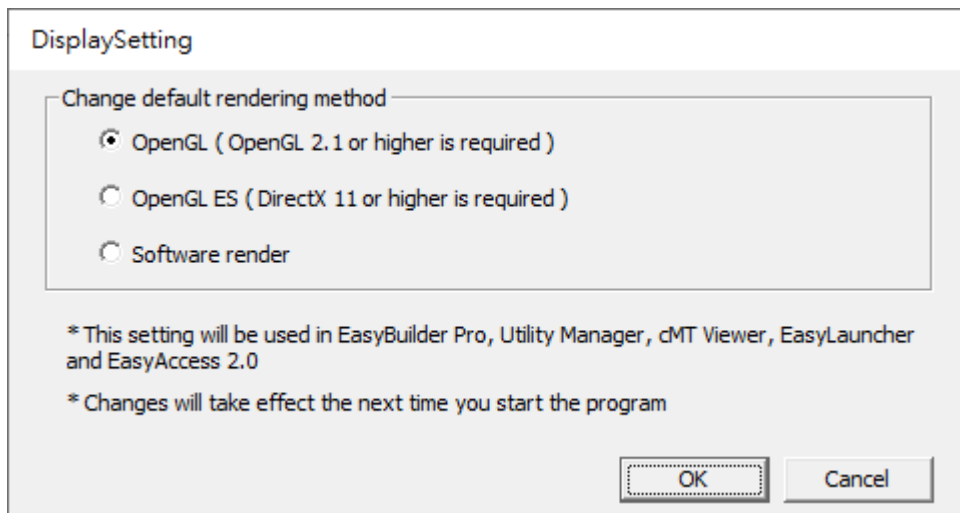 DisplaySetting
Change default rendering method
OpenGL ( OpenGL 2.1 or higher is required )
OpenGL ES ( DirectX 11 or higher is required )
Software render
* This setting will be used in EasyBuilder Pro, Utility Manager, cMT Viewer, EasyLauncher
and EasyAccess 2.0
* Changes will take effect the next time you start the program
OK Cancel